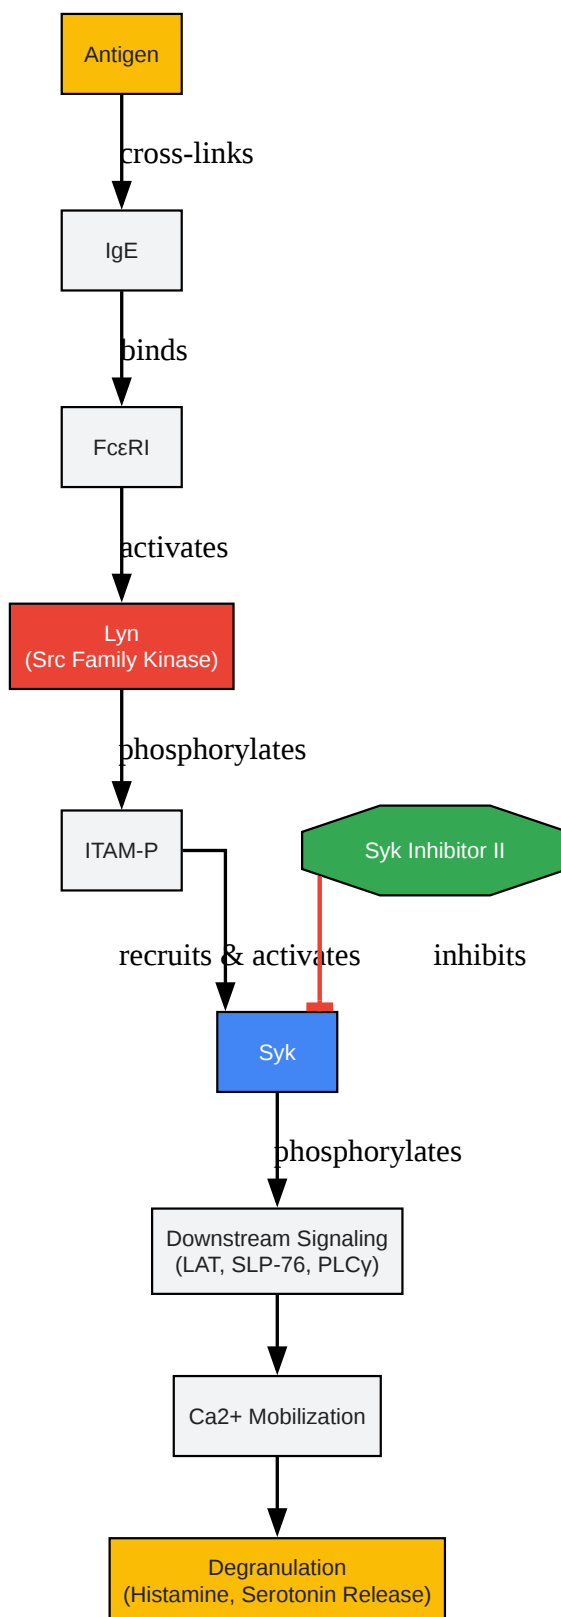 Antigen
cross-links
IgE
binds
FcεRI
activates
Lyn
(Src Family Kinase)
phosphorylates
ITAM-P
Syk Inhibitor II
recruits & activates
inhibits
Syk
phosphorylates
Downstream Signaling
(LAT, SLP-76, PLCγ)
Ca2+ Mobilization
Degranulation
(Histamine, Serotonin Release)